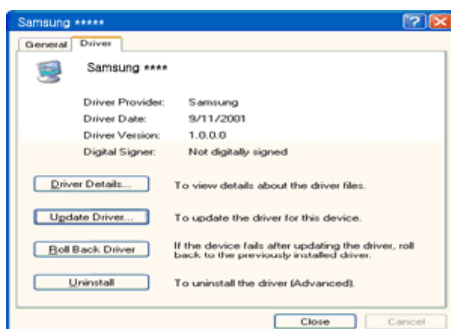 Samsung *****
General Driver
Samsung ****
Driver Provider: Samsung
Driver Date: 9/11/2001
Driver Version: 1.0.0.0
Digital Signer: Not digitally signed
Driver Details... To view details about the driver files.
Update Driver... To update the driver for this device.
Roll Back Driver If the device fails after updating the driver, roll
back to the previously installed driver.
Uninstall To uninstall the driver (Advanced).
Close Cancel